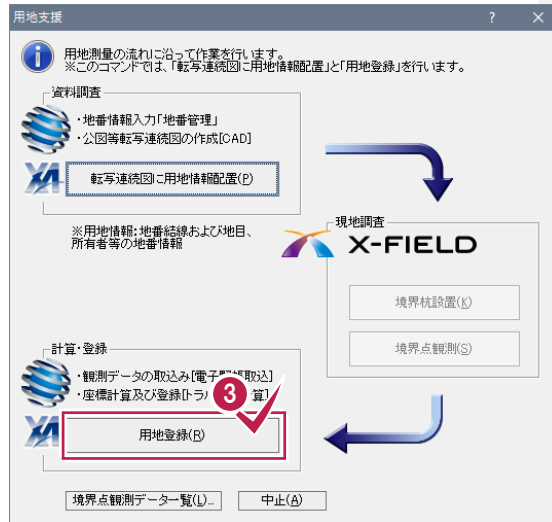 用地支援
? ×
用地測量の流れに沿って作業を行います。
※このコマンドでは、「転写連続図に用地情報配置」と「用地登録」を行います。
資料調査
・地番情報入力「地番管理」
・公図等転写連続図の作成[CAD]
転写連続図に用地情報配置(P)
※用地情報:地番結線および地目、
所有者等の地番情報
現地調査
X-FIELD
境界杭設置(K)
境界点観測(S)
計算・登録
・観測データの取込み[電子野帳取込]
・座標計算及び登録[トラバ 算]
3
用地登録(R)
境界点観測データ一覧(L)...
中止(A)